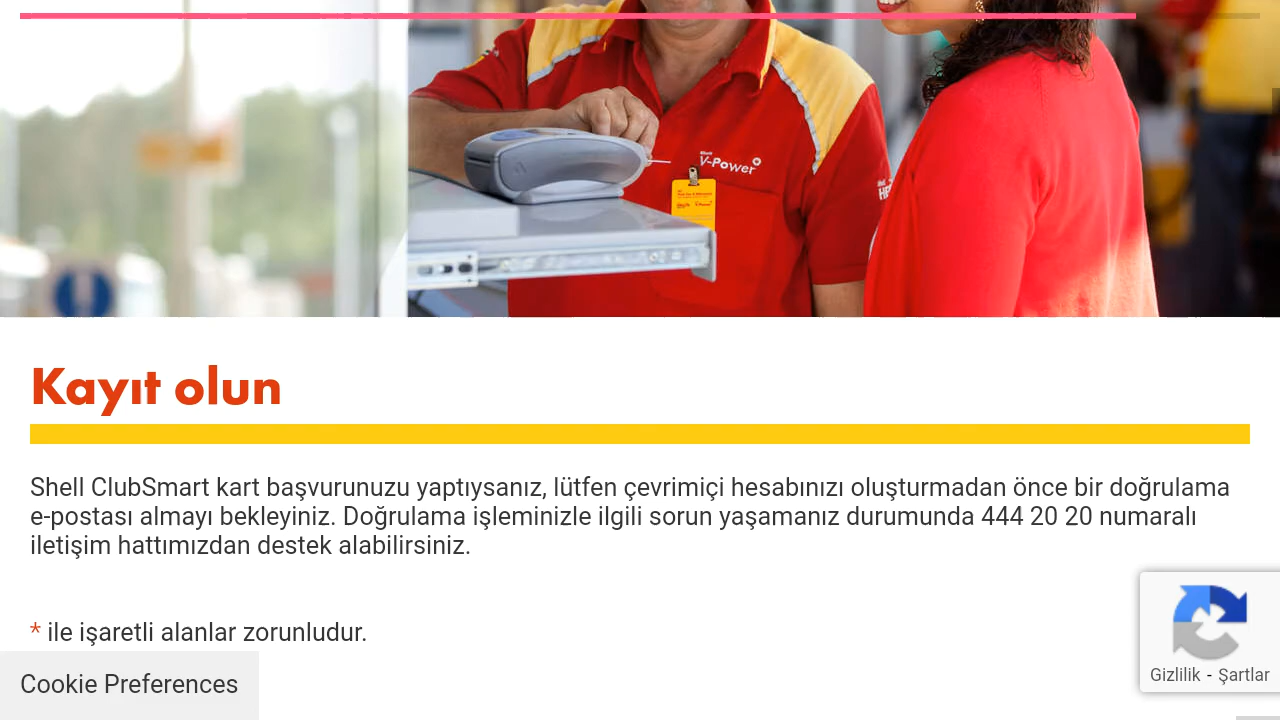 V-Power
Kayıt olun
Shell ClubSmart kart başvurunuzu yaptıysanız, lütfen çevrimiçi hesabınızı oluşturmadan önce bir doğrulama
e-postası almayı bekleyiniz. Doğrulama işleminizle ilgili sorun yaşamanız durumunda 444 20 20 numaralı
iletişim hattımızdan destek alabilirsiniz.
* ile işaretli alanlar zorunludur.
Gizlilik - Şartlar
Cookie Preferences